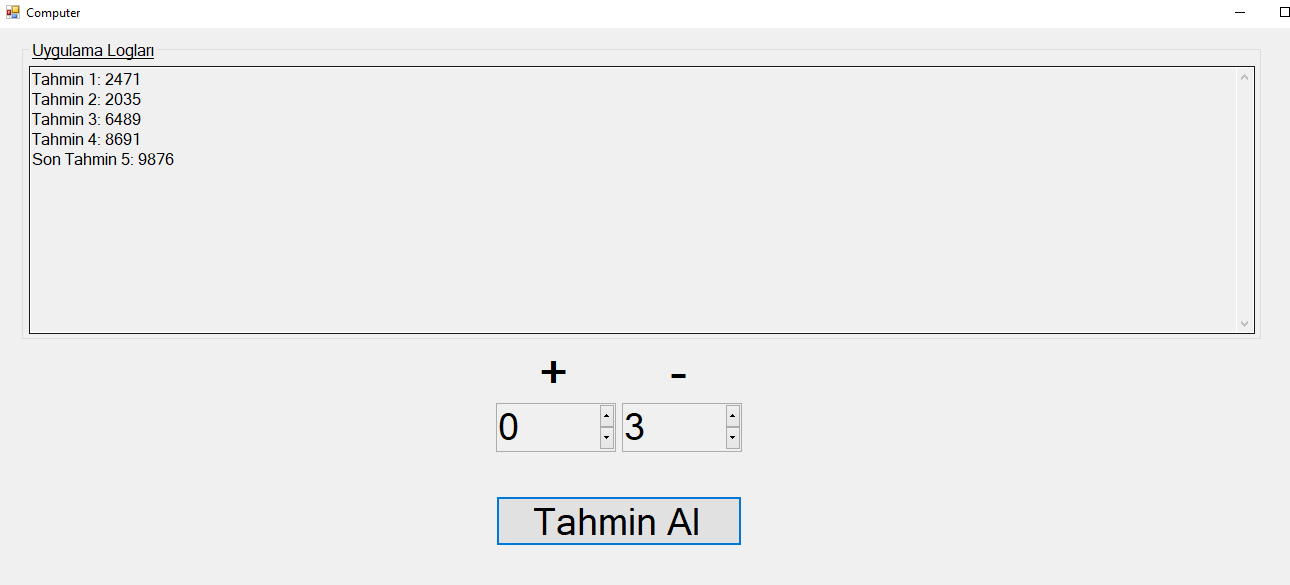 Computer
Uygulama Logları
Tahmin 1: 2471
Tahmin 2: 2035
Tahmin 3: 6489
Tahmin 4: 8691
Son Tahmin 5: 9876
+ -
0 3
Tahmin Al